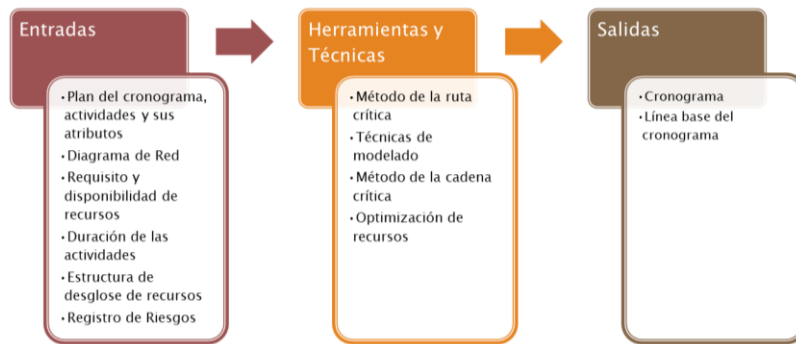 Entradas
• Plan del cronograma,
actividades y sus
atributos
• Diagrama de Red
• Requisito y
disponibilidad de
recursos
• Duración de las
actividades
• Estructura de
desglose de recursos
• Registro de Riesgos
Herramientas y
Técnicas
• Método de la ruta
crítica
• Técnicas de
modelado
• Método de la cadena
crítica
• Optimización de
recursos
Salidas
• Cronograma
• Línea base del
cronograma